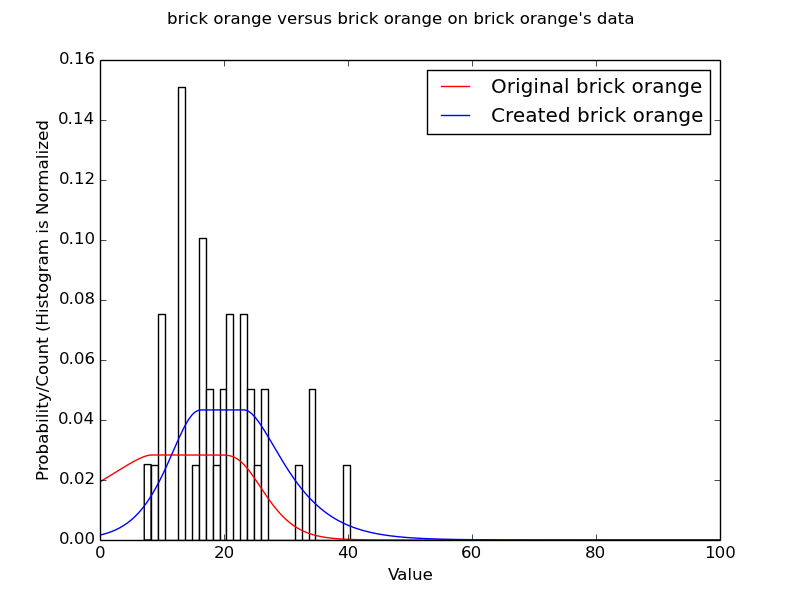 brick orange versus brick orange on brick orange's data
Probability/Count (Histogram is Normalized
0.16
0.14
0.12
0.10
0.08
0.06
0.04
0.02
0.00
Original brick orange
Created brick orange
0 20 40 60 80 100
Value